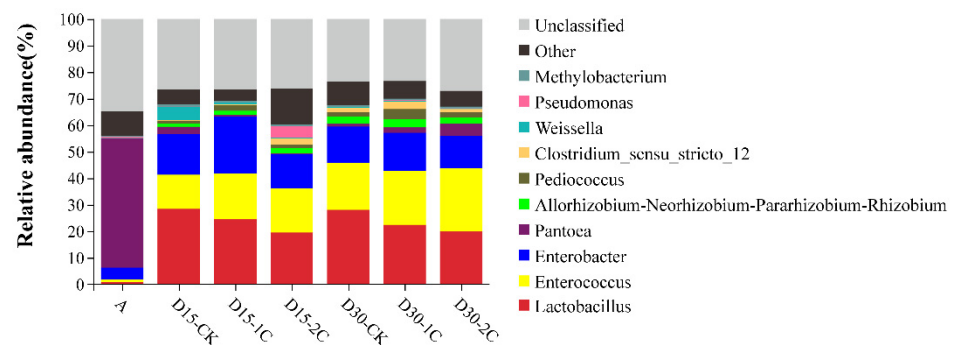 Relative abundance(%)
100
90
80
70
60
50
40
30
20
10
0
A
D15-CK
D15-1C
D15-2C
D30-CK
D30-1C
D30-2C
Unclassified
Other
Methylobacterium
Pseudomonas
Weissella
Clostridium_scnsu_stricto_12
Pediococcus
Allorhizobium-Neorhizobium-Pararhizobium-Rhizobium
Pantoca
Enterobacter
Enterococcus
Lactobacillus